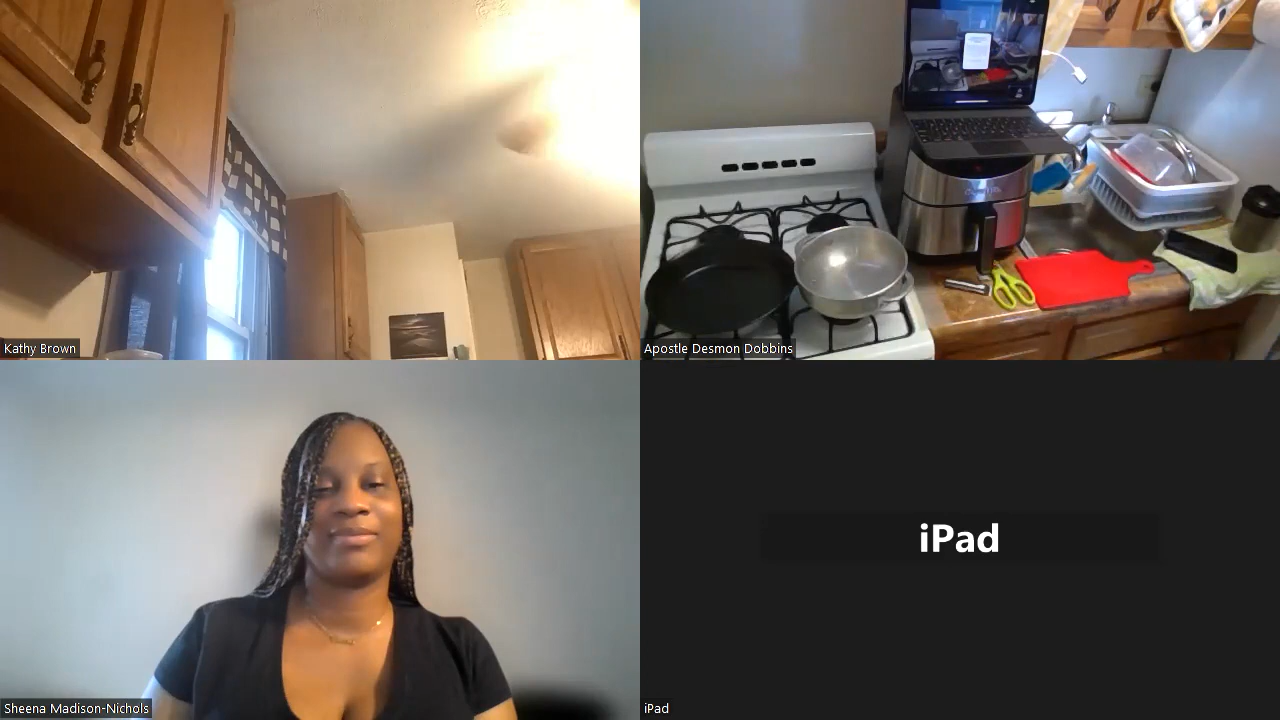 Kathy Brown
Apostle Desmon Dobbins
Sheena Madison-Nichols
iPad
iPad